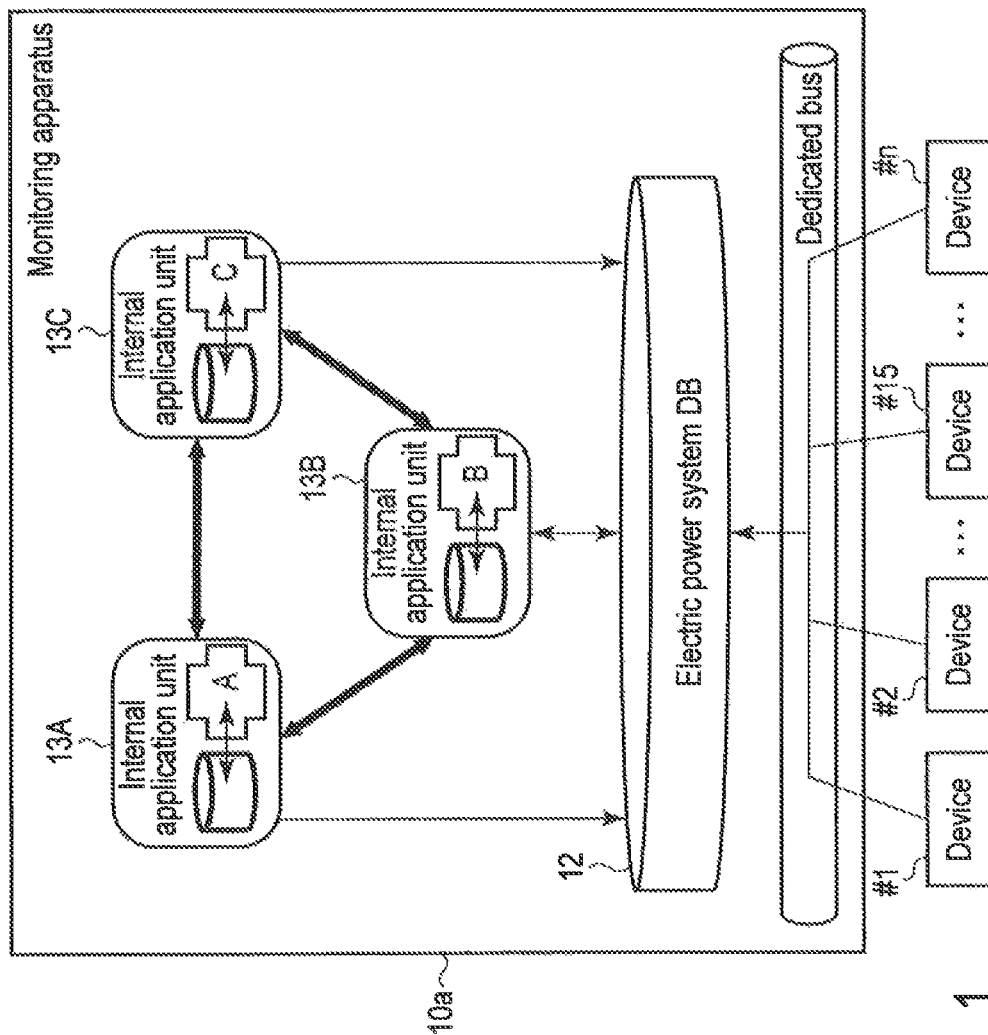 Monitoring apparatus
10a
13A
Internal
application unit
A
13C
Internal
application unit
C
13B
Internal
application unit
B
12
Electric power system DB
Dedicated bus
#1
Device
#2
Device
...
#15
Device
...
#n
Device
1